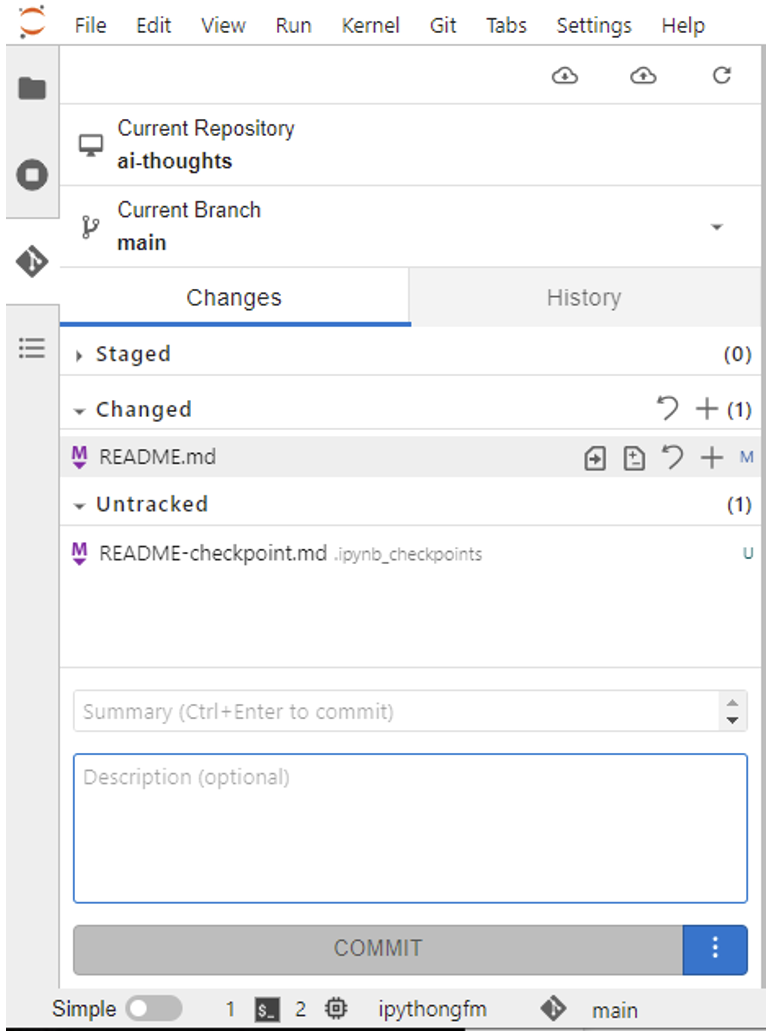 File Edit View Run Kernel Git Tabs Settings Help
Current Repository
ai-thoughts
Current Branch
main
Changes History
Staged (0)
Changed (1)
README.md M
Untracked (1)
README-checkpoint.md .ipynb_checkpoints U
Summary (Ctrl+Enter to commit)
Description (optional)
COMMIT
Simple 1 $_ 2 ipythongfm main